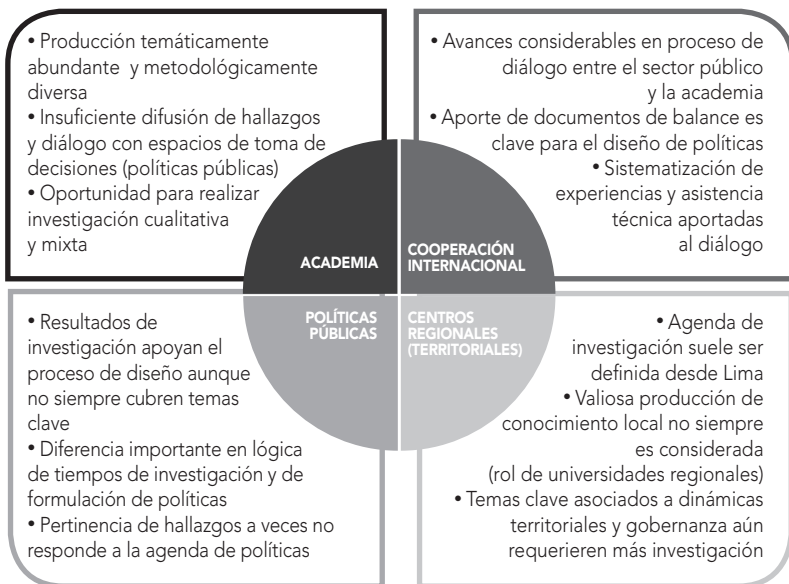 • Producción temáticamente
abundante y metodológicamente
diversa
• Insuficiente difusión de hallazgos
y diálogo con espacios de toma de
decisiones (políticas públicas)
• Oportunidad para realizar
investigación cualitativa
y mixta
• Avances considerables en proceso de
diálogo entre el sector público
y la academia
• Aporte de documentos de balance es
clave para el diseño de políticas
• Sistematización de
experiencias y asistencia
técnica aportadas
al diálogo
ACADEMIA
COOPERACIÓN
INTERNACIONAL
POLÍTICAS
PÚBLICAS
CENTROS
REGIONALES
(TERRITORIALES)
• Resultados de
investigación apoyan el
proceso de diseño aunque
no siempre cubren temas
clave
• Diferencia importante en lógica
de tiempos de investigación y de
formulación de políticas
• Pertinencia de hallazgos a veces no
responde a la agenda de políticas
• Agenda de
investigación suele ser
definida desde Lima
• Valiosa producción de
conocimiento local no siempre
es considerada
(rol de universidades regionales)
• Temas clave asociados a dinámicas
territoriales y gobernanza aún
requerieren más investigación